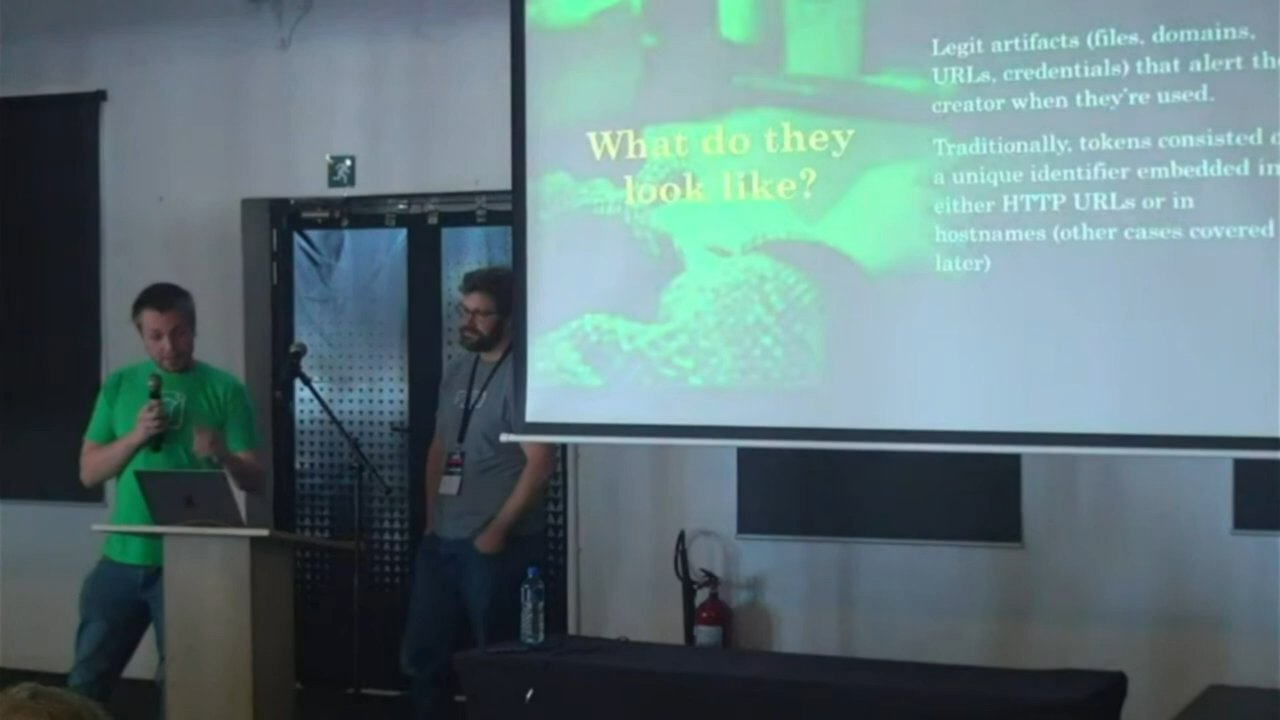 What do they
look like?
Legit artifacts (files, domains,
URLs, credentials) that alert the
creator when they're used.
Traditionally, tokens consisted
a unique identifier embedded in
either HTTP URLs or in
hostnames (other cases covered
later)